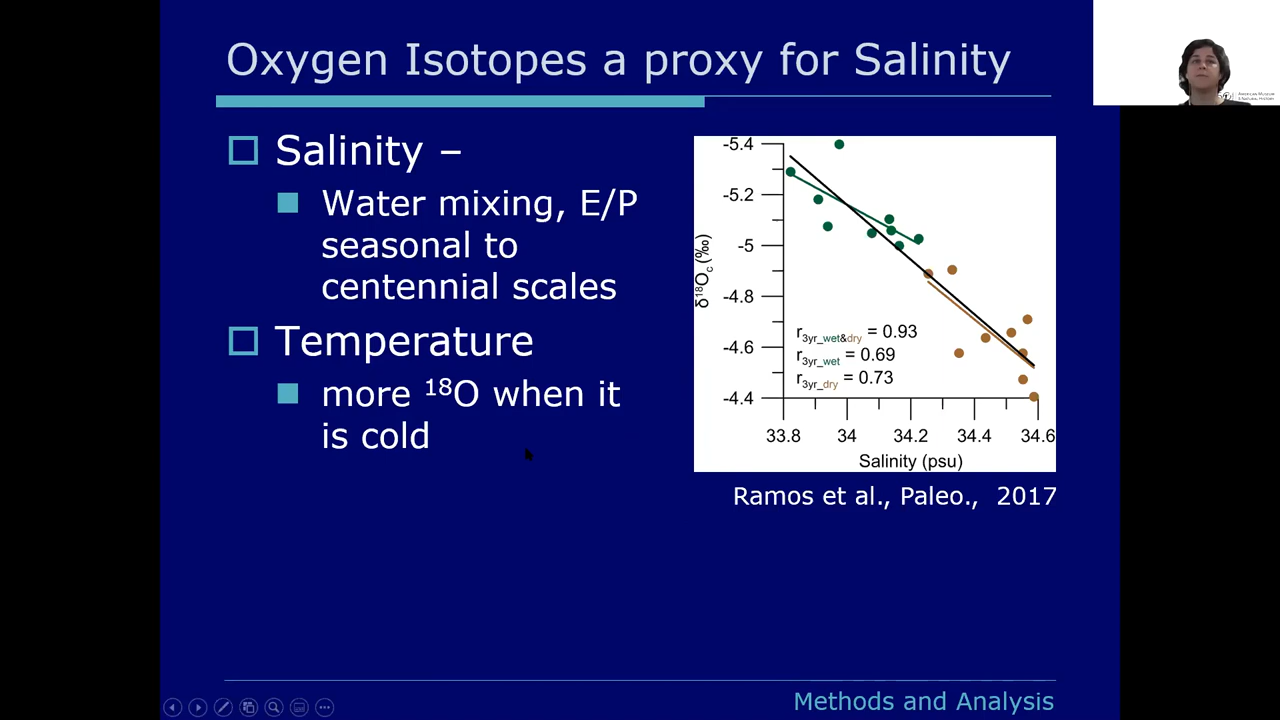 Oxygen Isotopes a proxy for Salinity
Salinity –
Water mixing, E/P
seasonal to
centennial scales
Temperature
more 18O when it
is cold
-5.4
-5.2
-5
-4.8
-4.6
-4.4
δ18Oc (‰)
r3yr_wet&dry = 0.93
r3yr_wet = 0.69
r3yr_dry = 0.73
33.8 34 34.2 34.4 34.6
Salinity (psu)
Ramos et al., Paleo., 2017
Methods and Analysis
American Museum